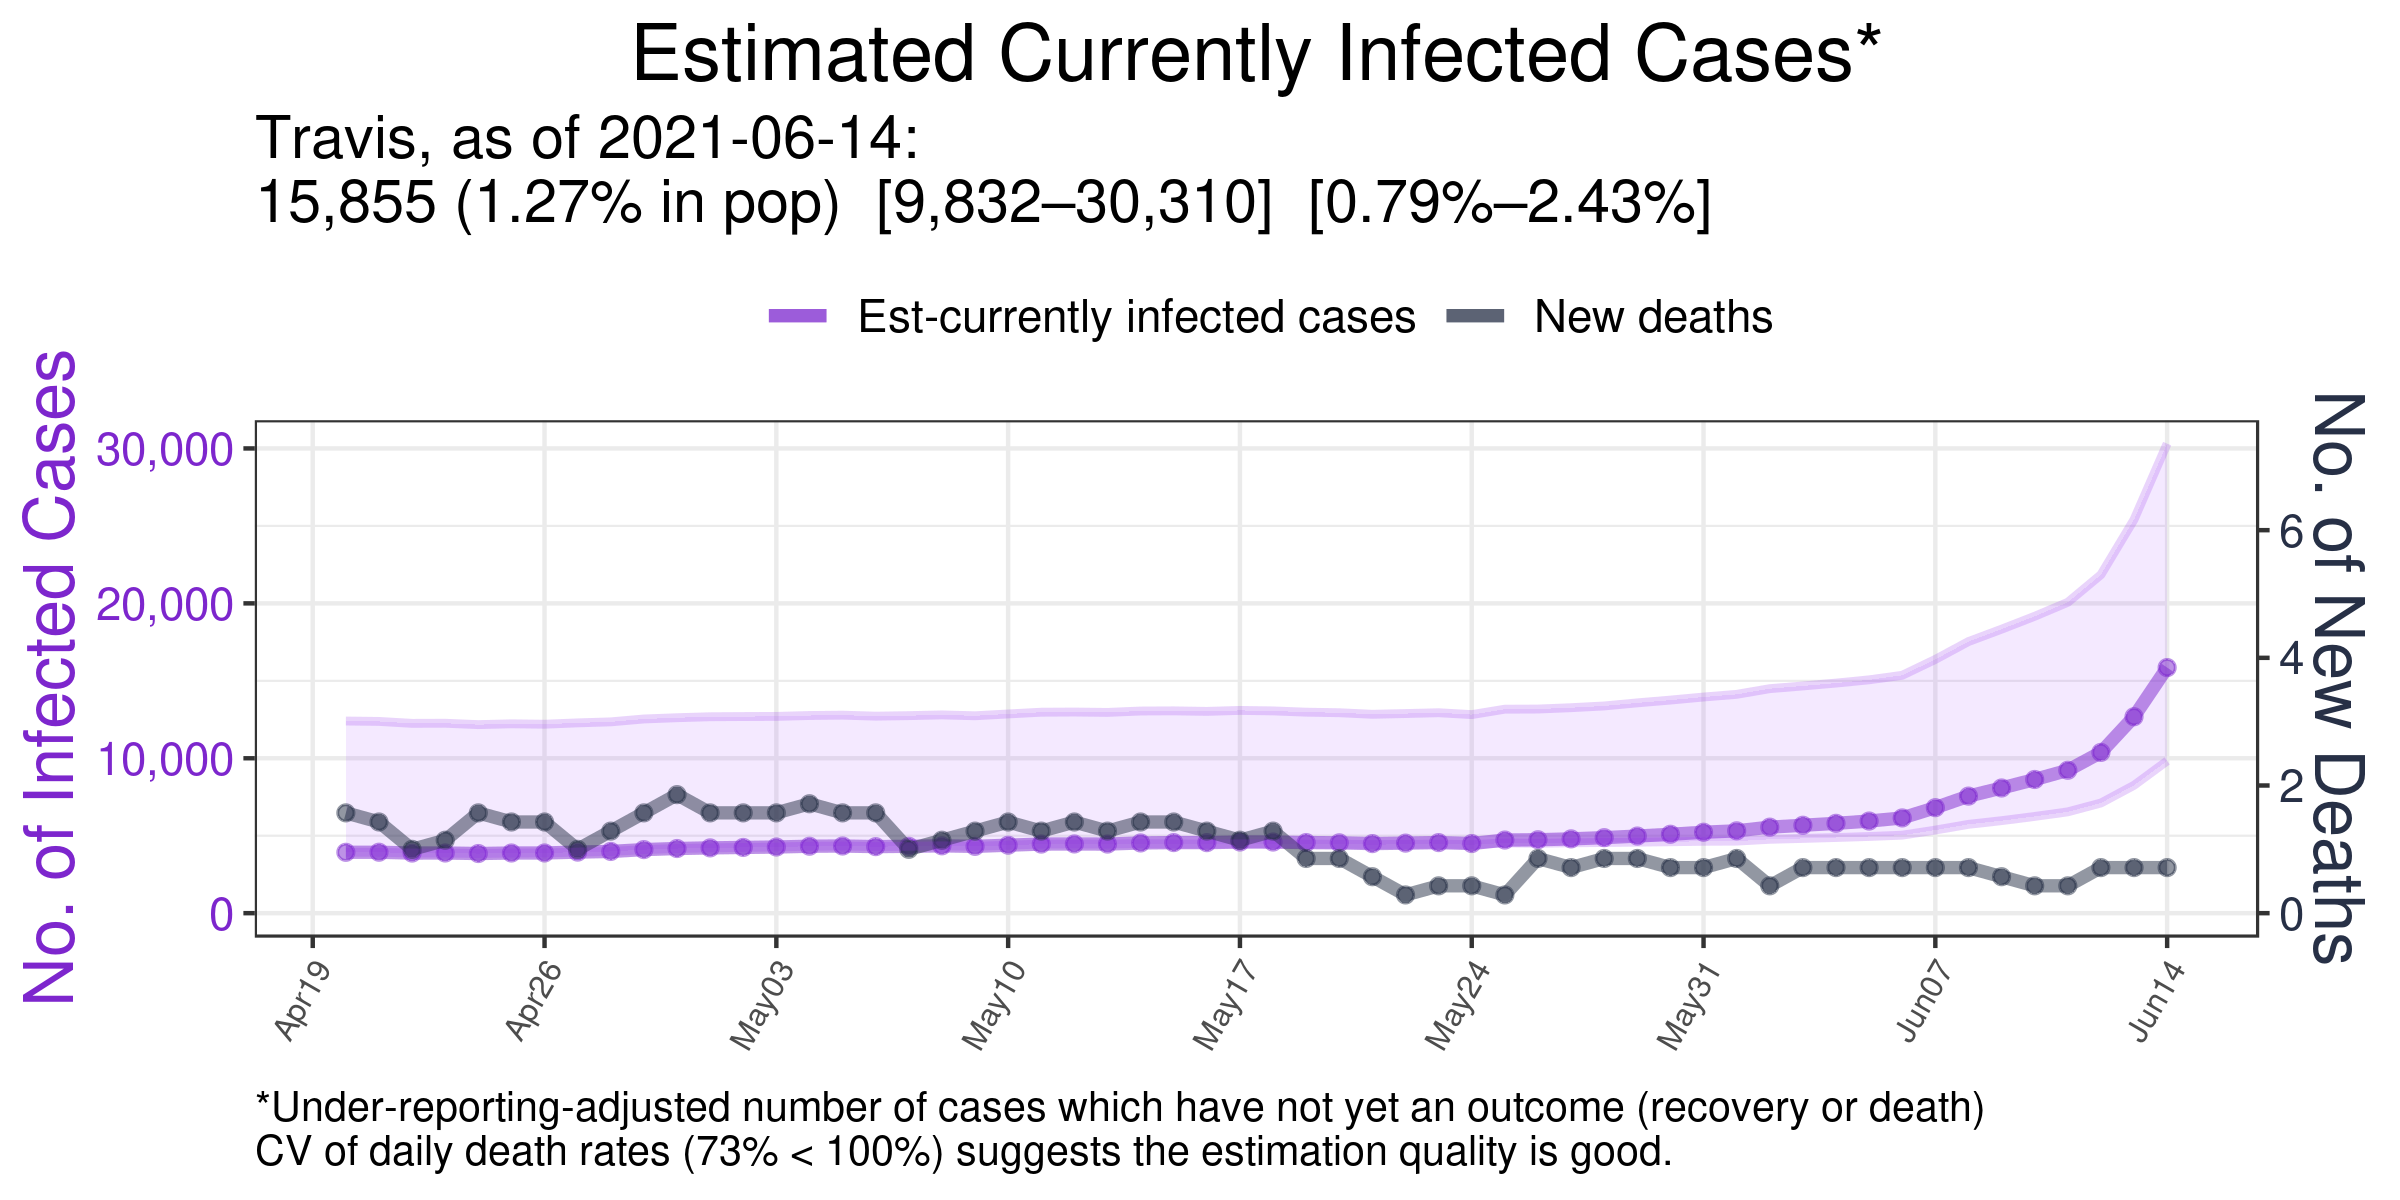 Estimated Currently Infected Cases*
Travis, as of 2021-06-14:
15,855 (1.27% in pop)  [9,832–30,310]  [0.79%–2.43%]
Est-currently infected cases
New deaths
No. of Infected Cases
30,000
20,000
10,000
0
No. of New Deaths
6
4
2
0
Apr19
Apr26
May03
May10
May17
May24
May31
Jun07
Jun14
*Under-reporting-adjusted number of cases which have not yet an outcome (recovery or death)
CV of daily death rates (73% < 100%) suggests the estimation quality is good.